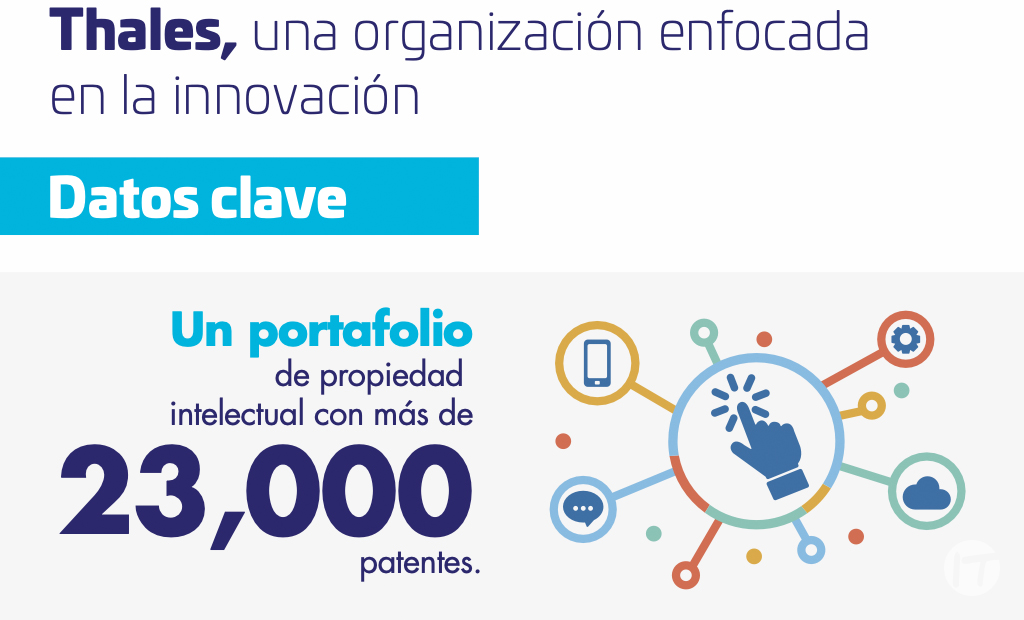 Thales, una organización enfocada
en la innovación
Datos clave
Un portafolio
de propiedad
intelectual con más de
23,000
patentes.
IT